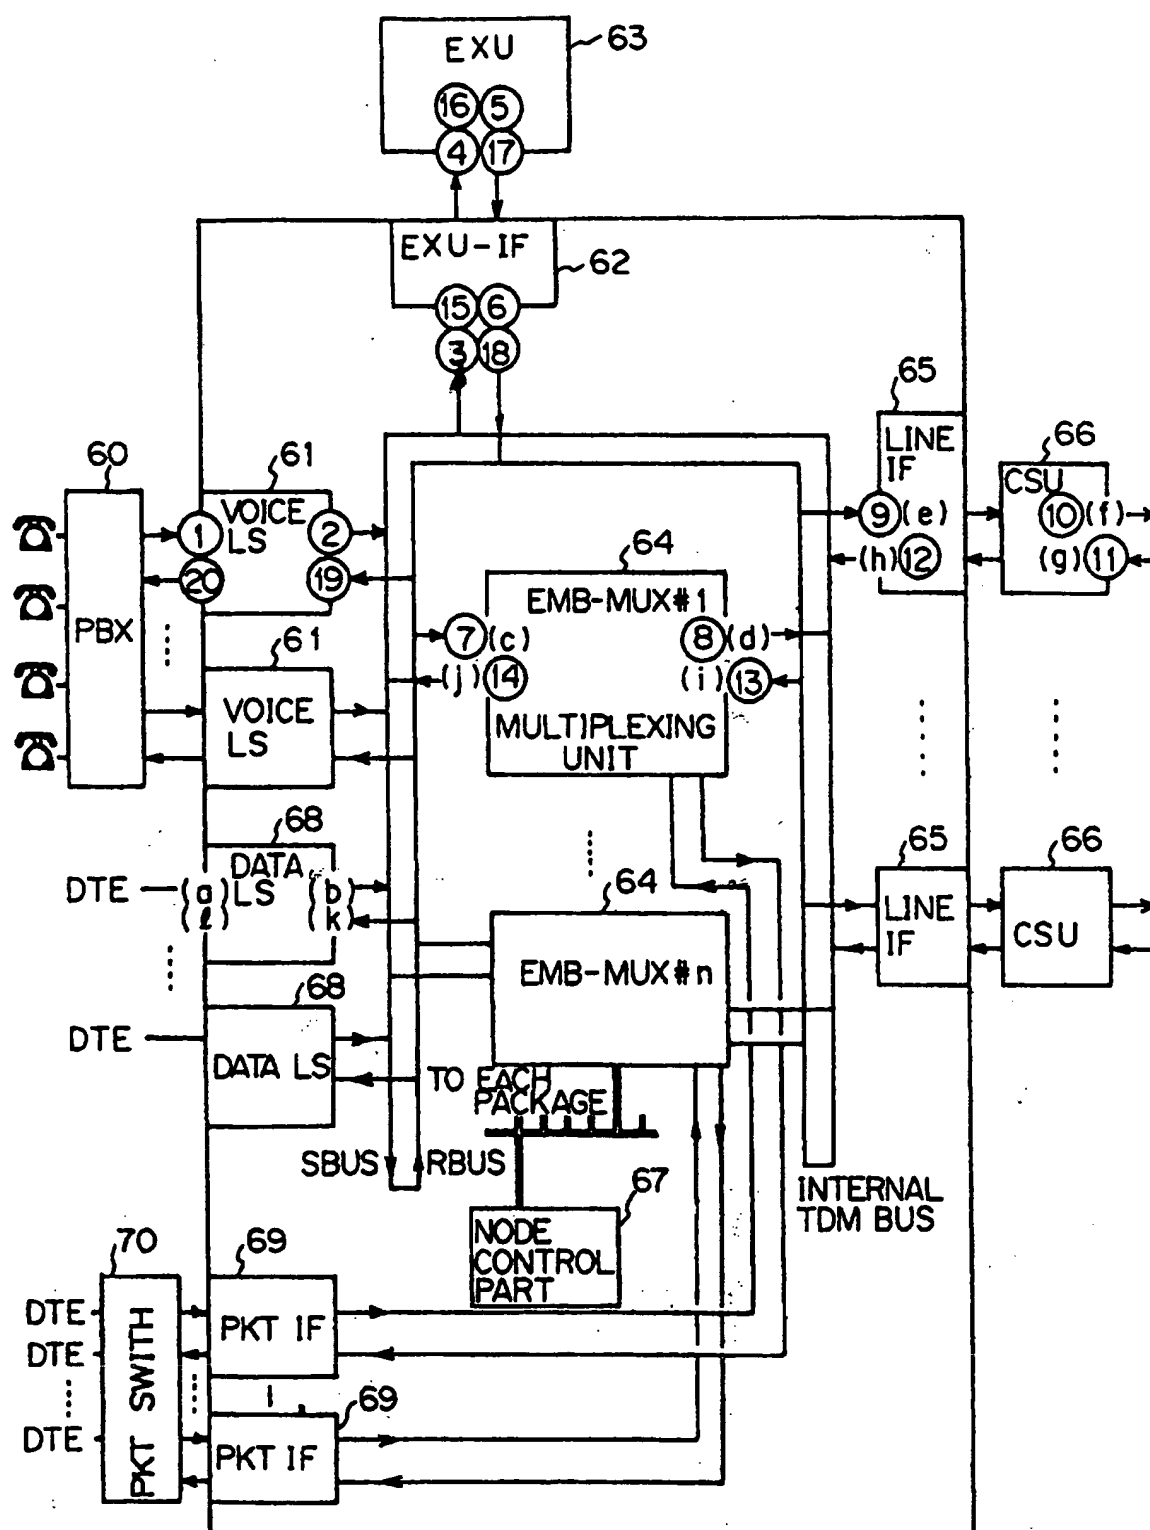 EXU
63
16 5
4 17
EXU-IF
62
15 6
3 18
65
LINE
IF
66
CSU
9 (e)
10 (f)
(h) 12
(g) 11
60
61
VOICE
LS
1
2
20
19
PBX
64
EMB-MUX#1
7 (c)
8 (d)
(j) 14
(i) 13
MULTIPLEXING
UNIT
61
VOICE
LS
68
DATA
LS
DTE
(a
l)
(b)
(k)
64
EMB-MUX#n
65
LINE
IF
66
CSU
68
DTE
DATA LS
TO EACH
PACKAGE
SBUS
RBUS
67
NODE
CONTROL
PART
INTERNAL
TDM BUS
70
69
DTE
PKT IF
DTE
PKT SWITH
69
DTE
PKT IF